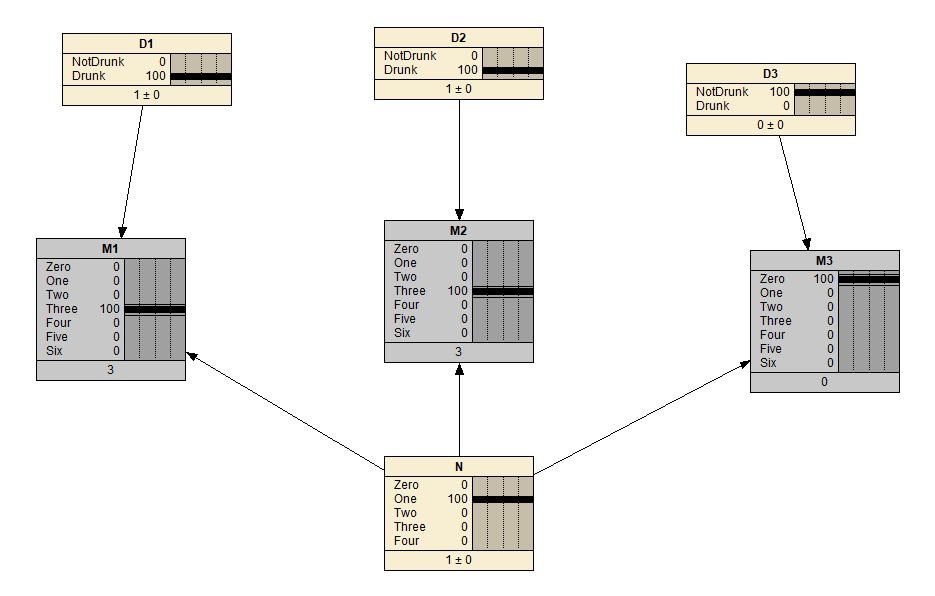 D1
NotDrunk 0
Drunk 100
1 ± 0
D2
NotDrunk 0
Drunk 100
1 ± 0
D3
NotDrunk 100
Drunk 0
0 ± 0
M1
Zero 0
One 0
Two 0
Three 100
Four 0
Five 0
Six 0
3
M2
Zero 0
One 0
Two 0
Three 100
Four 0
Five 0
Six 0
3
M3
Zero 100
One 0
Two 0
Three 0
Four 0
Five 0
Six 0
0
N
Zero 0
One 100
Two 0
Three 0
Four 0
1 ± 0